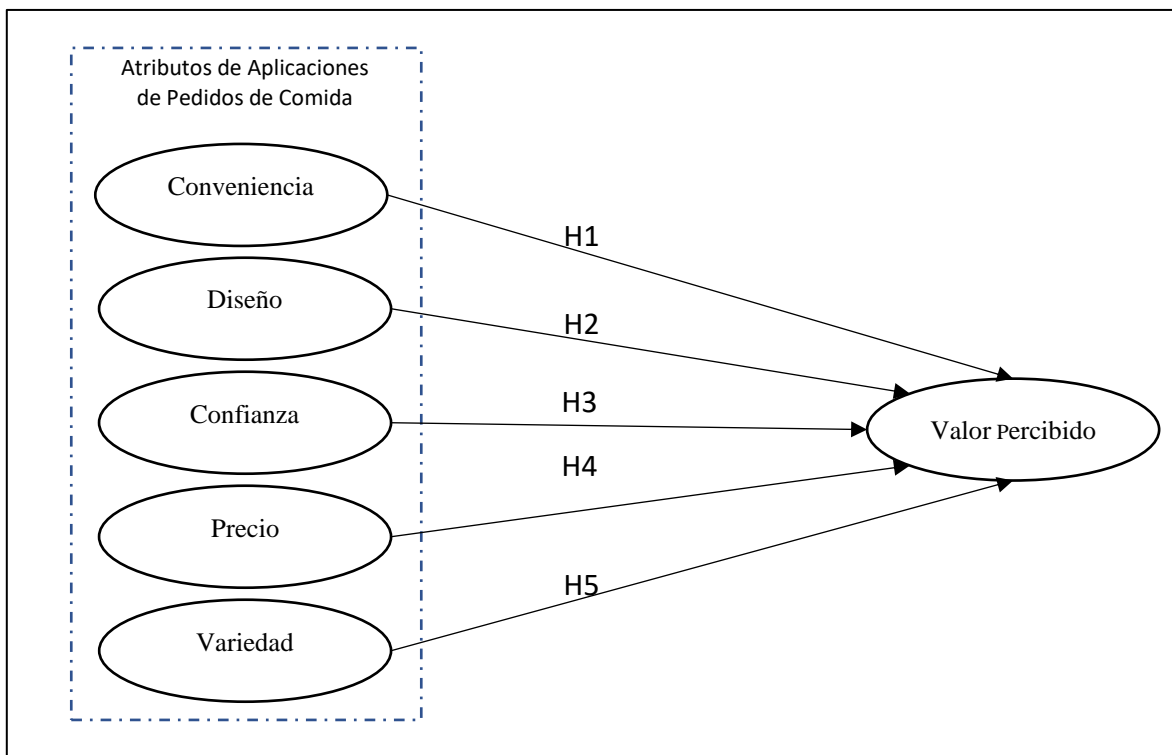 Atributos de Aplicaciones
de Pedidos de Comida
Conveniencia
H1
Diseño
H2
Confianza
H3
Valor Percibido
Precio
H4
Variedad
H5